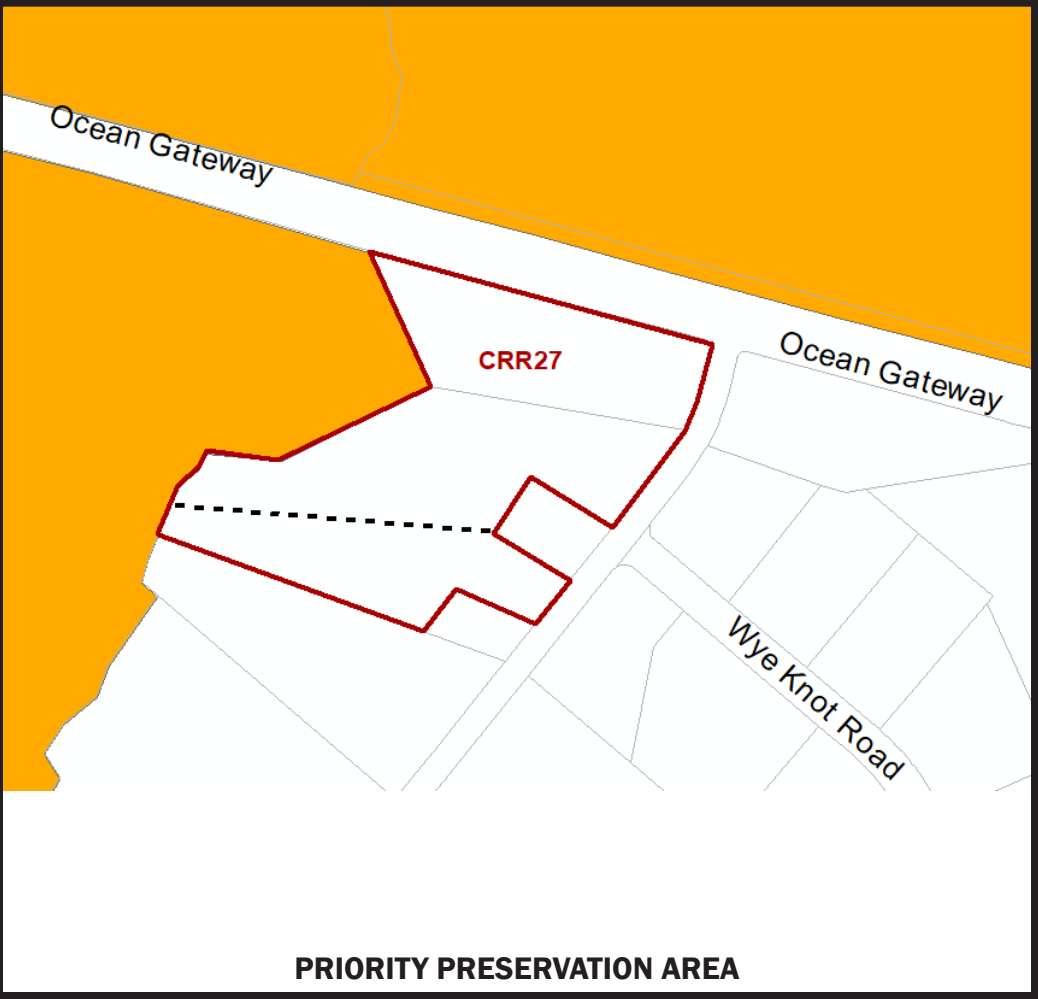 Ocean Gateway
Ocean Gateway
CRR27
Wye Knot Road
PRIORITY PRESERVATION AREA